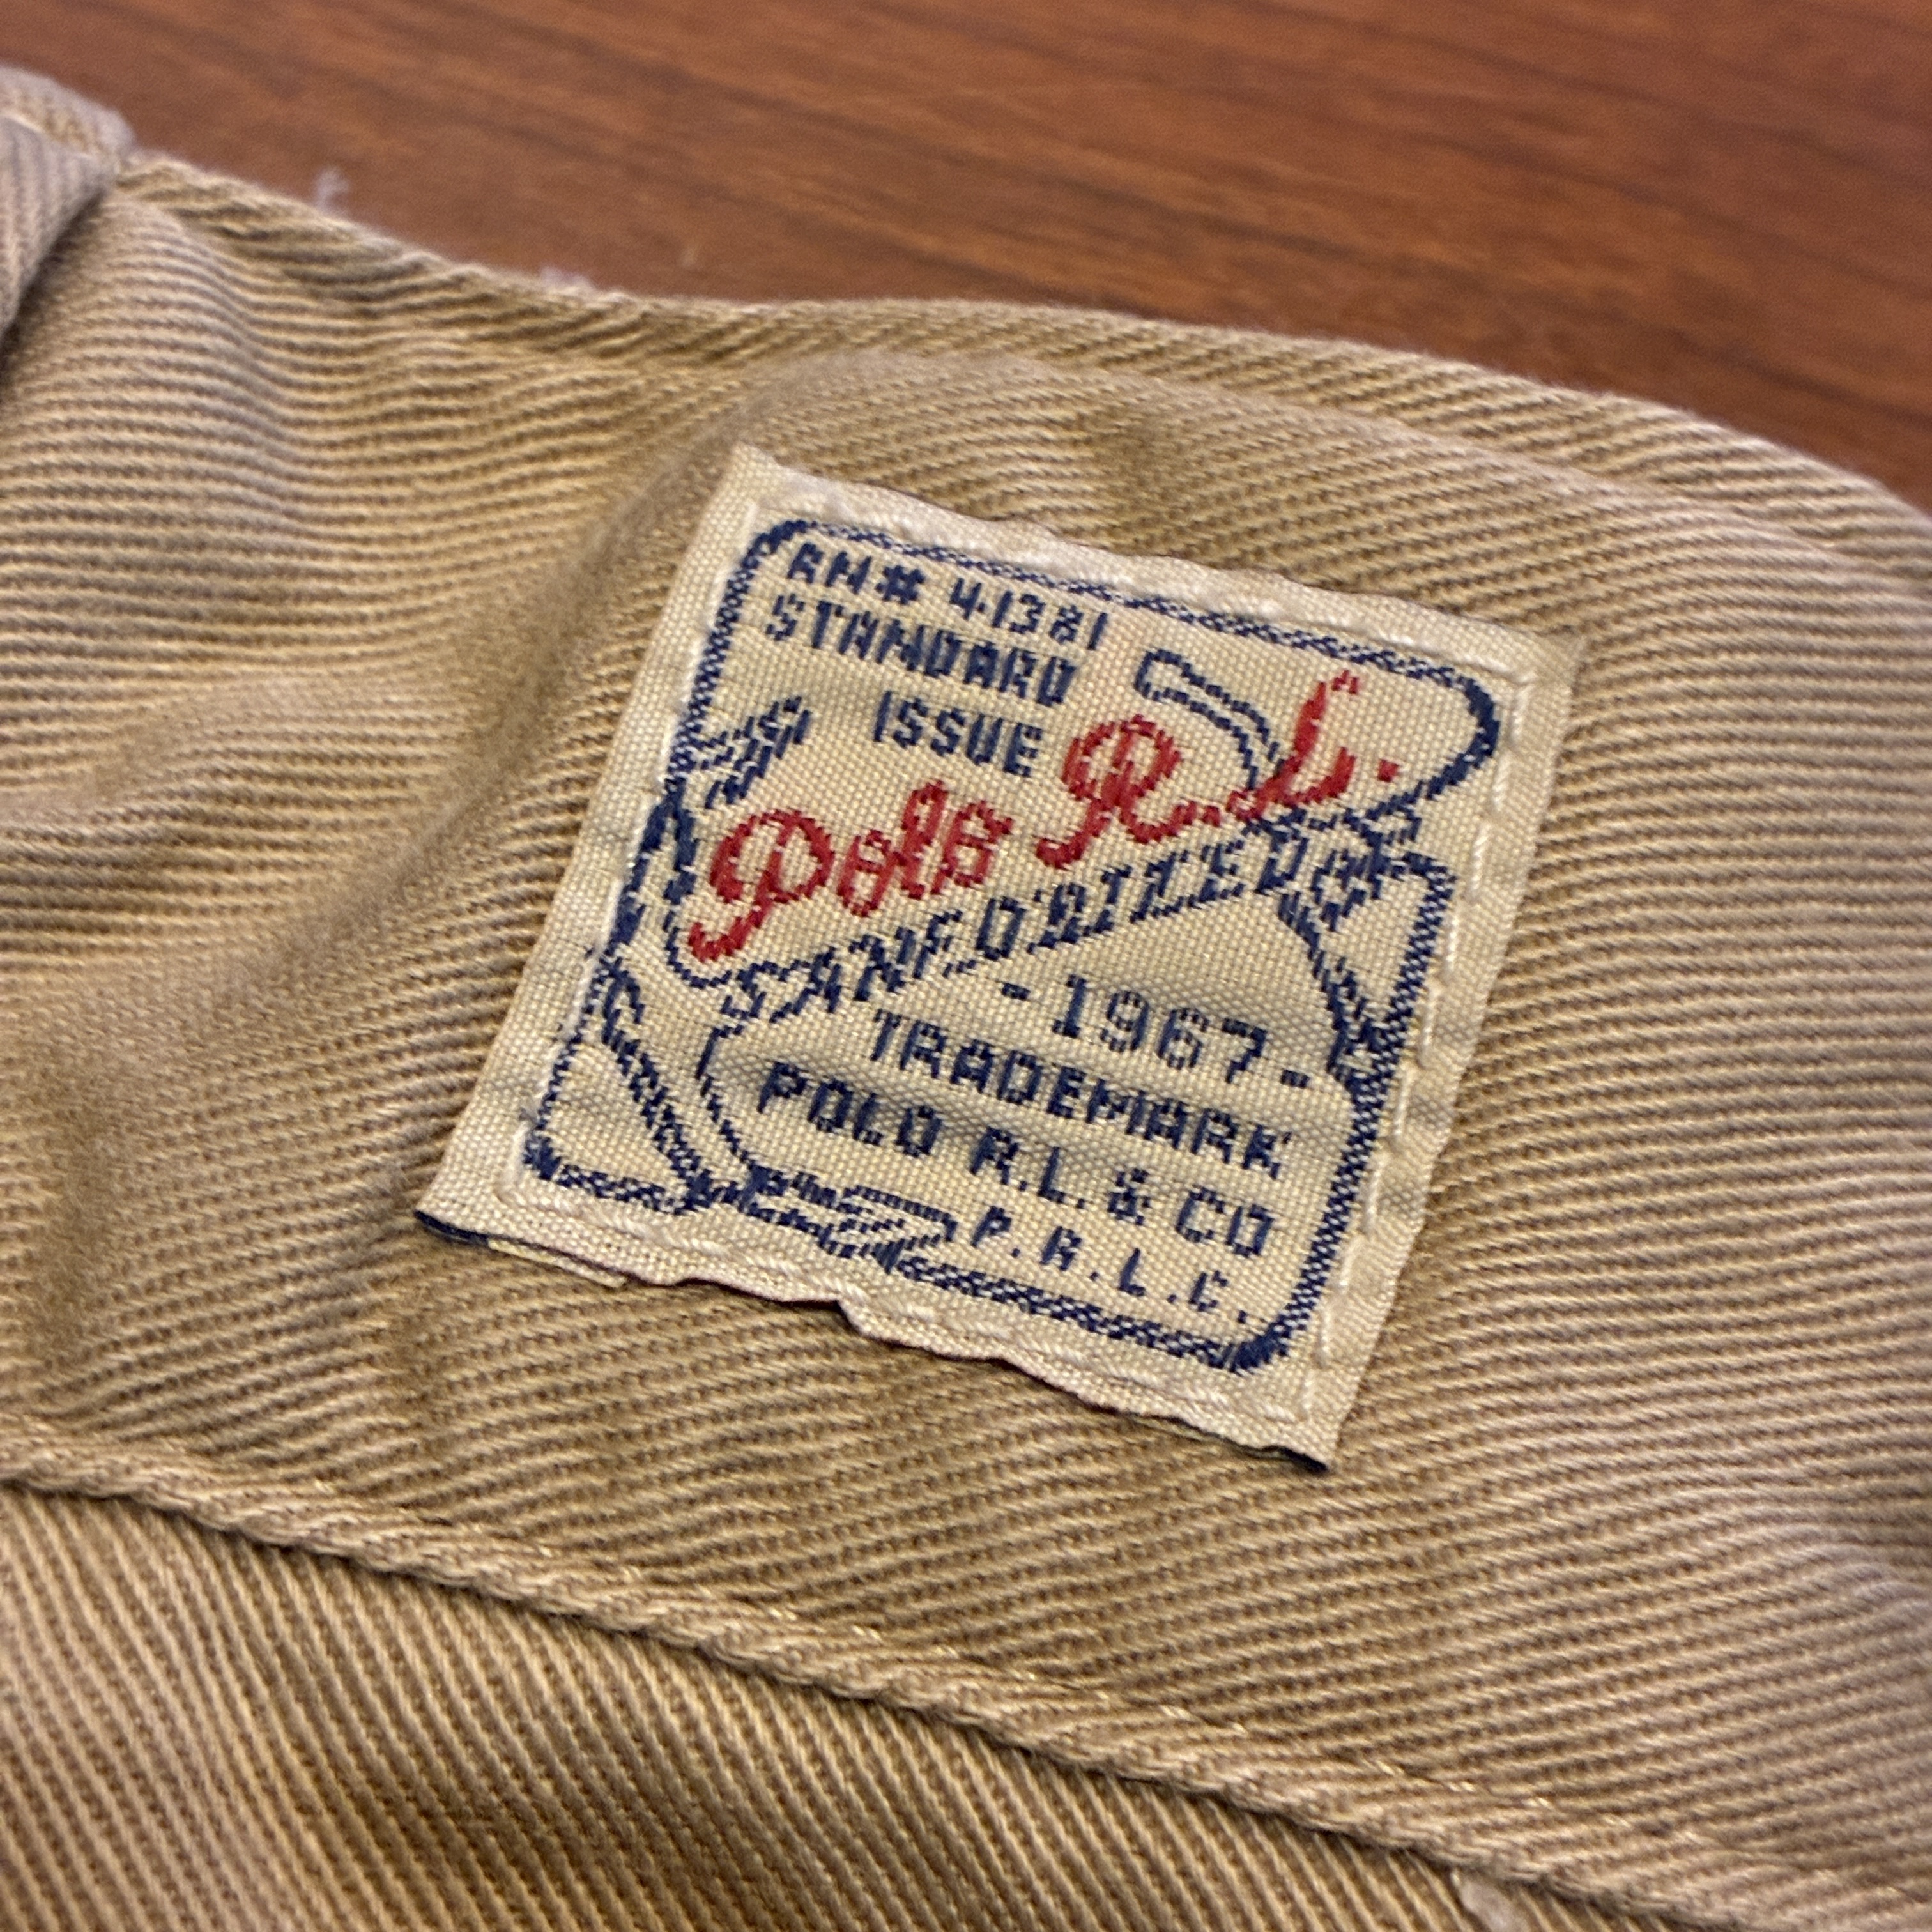 RN# 41381
STANDARD
ISSUE
Polo R.L.
SANFORIZED
-1967-
TRADEMARK
POLO R.L. & CO
P.R.L.C.